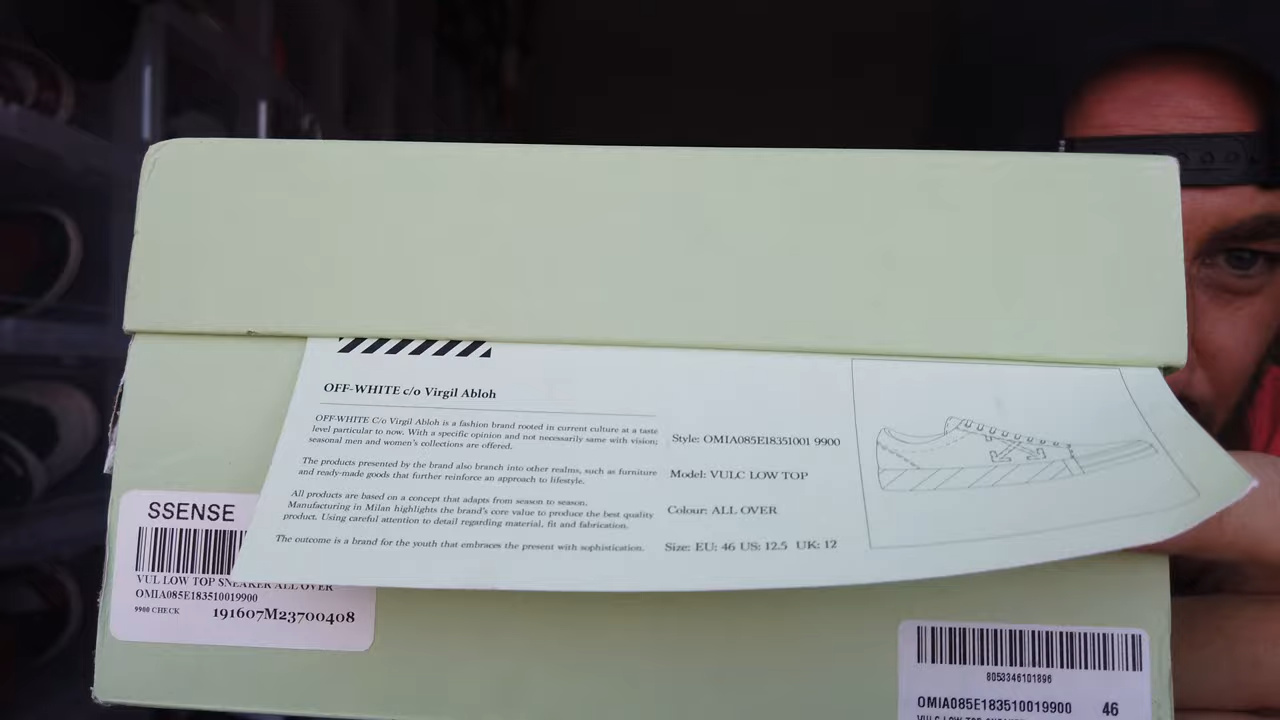 OFF-WHITE c/o Virgil Abloh
OFF-WHITE C/o Virgil Abloh is a fashion brand rooted in current culture at a taste
level particular to now. With a specific opinion and not necessarily same with vision;
seasonal men and women's collections are offered.
The products presented by the brand also branch into other realms, such as furniture
and ready-made goods that further reinforce an approach to lifestyle.
All products are based on a concept that adapts from season to season.
Manufacturing in Milan highlights the brand's core value to produce the best quality
product. Using careful attention to detail regarding material, fit and fabrication.
The outcome is a brand for the youth that embraces the present with sophistication.
Style: OMIA085E18351001 9900
Model: VULC LOW TOP
Colour: ALL OVER
Size: EU: 46 US: 12.5 UK: 12
SSENSE
VUL LOW TOP SNEAKER ALL OVER
OMIA085E183510019900
9900 CHECK 191607M23700408
8053346101896
OMIA085E183510019900 46
VULC LOW TOP